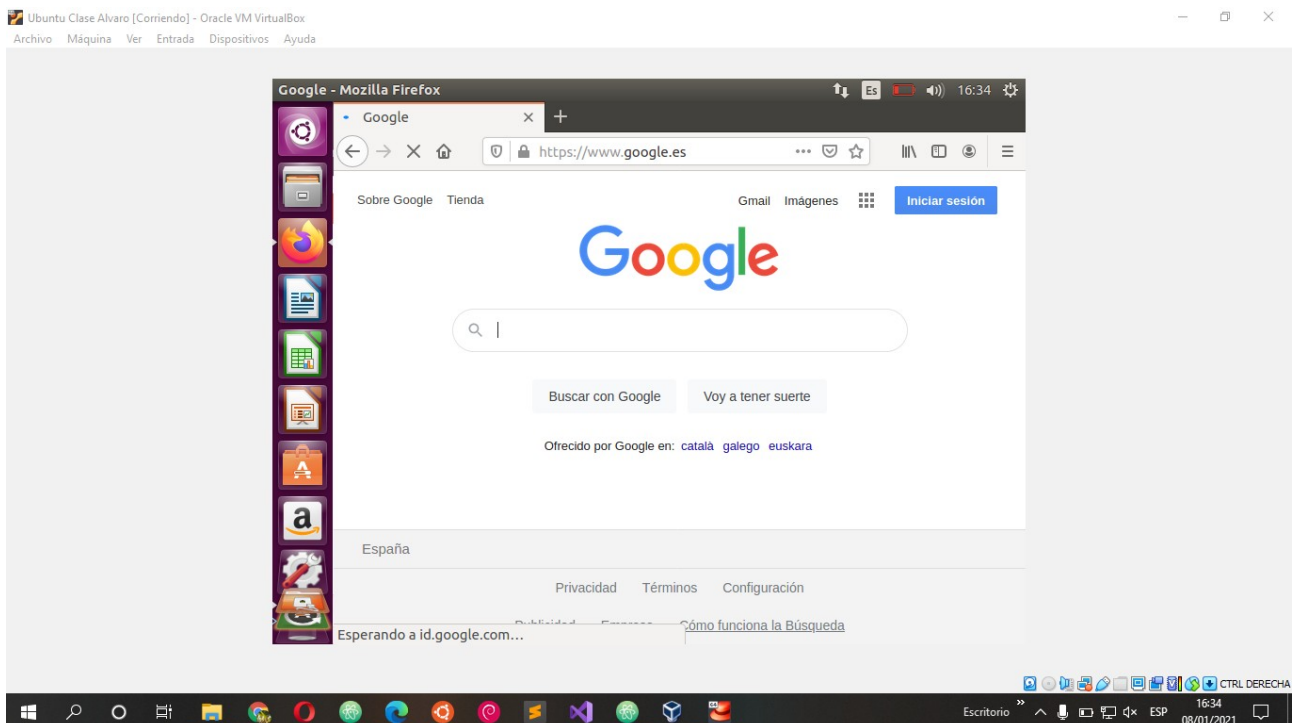 Ubuntu Clase Alvaro [Corriendo] - Oracle VM VirtualBox
Archivo Máquina Ver Entrada Dispositivos Ayuda
Google - Mozilla Firefox Es 16:34
Google
https://www.google.es
Sobre Google Tienda Gmail Imágenes Iniciar sesión
Google
Buscar con Google Voy a tener suerte
Ofrecido por Google en: català galego euskara
a
España
Privacidad Términos Configuración
Cómo funciona la Búsqueda
Esperando a id.google.com...
CTRL DERECHA
Escritorio ESP 16:34
08/01/2021